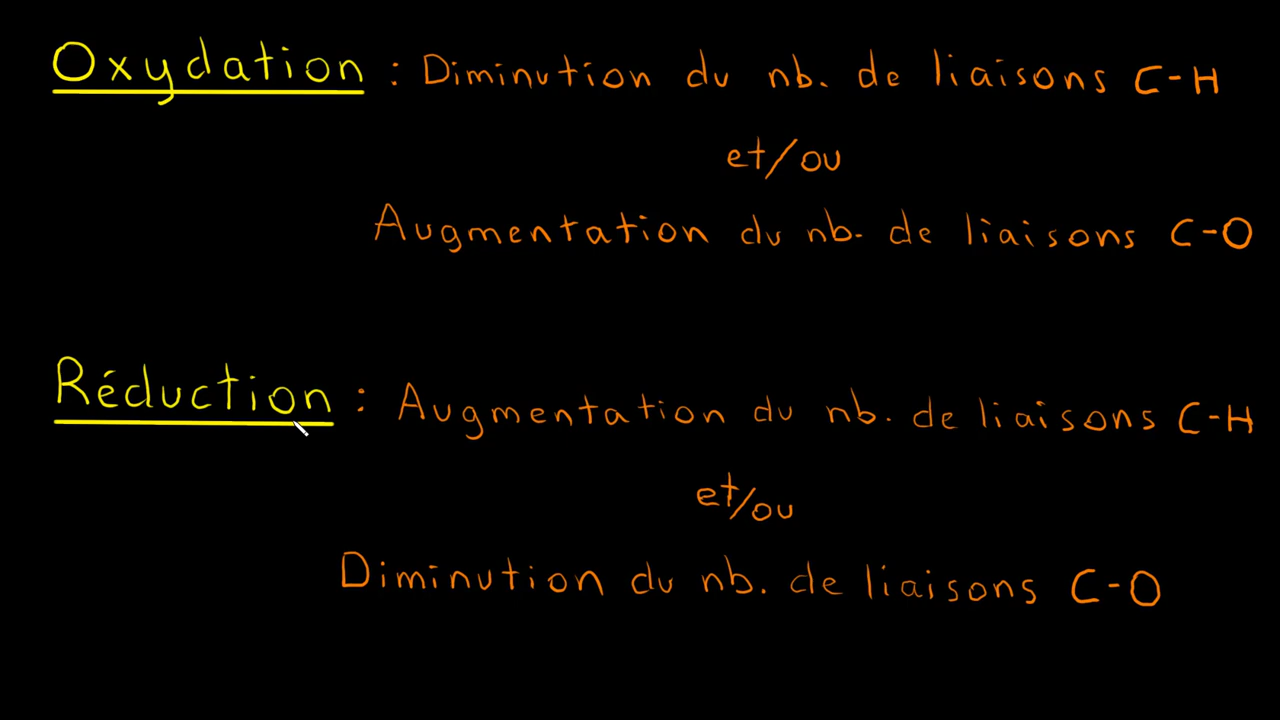 Oxydation : Diminution du nb. de liaisons C-H
et/ou
Augmentation du nb. de liaisons C-O
Réduction : Augmentation du nb. de liaisons C-H
et/ou
Diminution du nb. de liaisons C-O